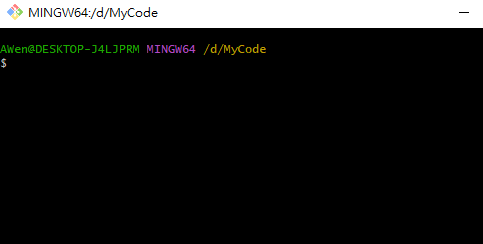 MINGW64:/d/MyCode
AWen@DESKTOP-J4LJPRM MINGW64 /d/MyCode
$